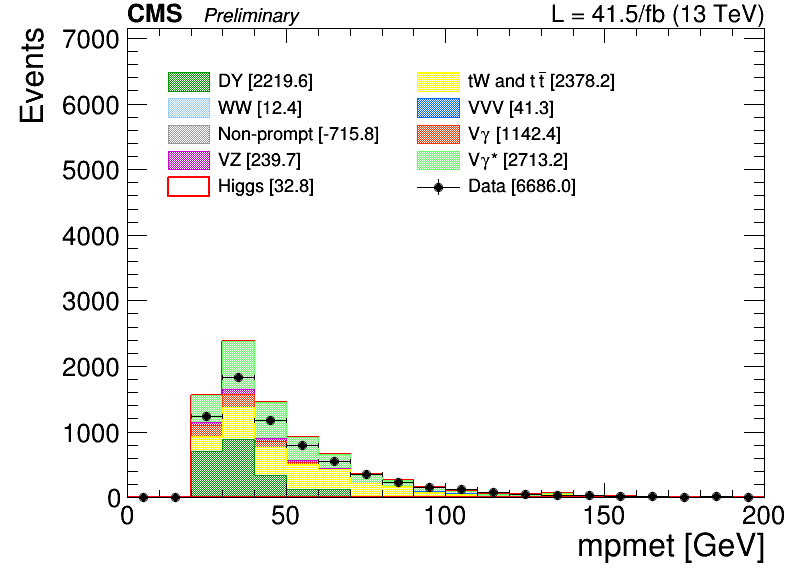 CMS Preliminary L = 41.5/fb (13 TeV)
Events
7000
6000
5000
4000
3000
2000
1000
0
DY [2219.6]
WW [12.4]
Non-prompt [-715.8]
VZ [239.7]
Higgs [32.8]
tW and tt̄ [2378.2]
VVV [41.3]
Vγ [1142.4]
Vγ* [2713.2]
Data [6686.0]
0 50 100 150 200
mpmet [GeV]